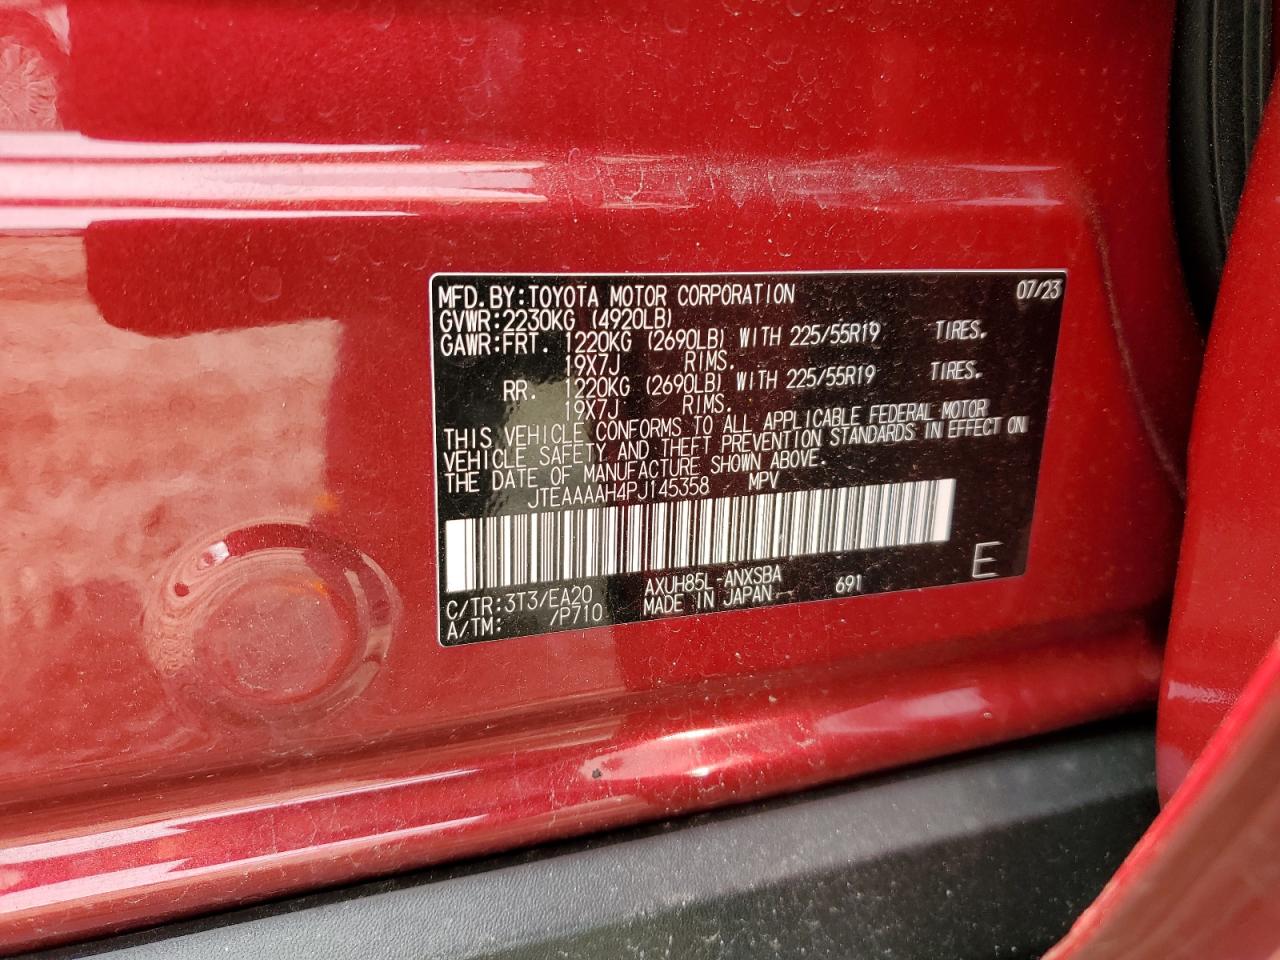 MFD.BY:TOYOTA MOTOR CORPORATION 07/23
GVWR:2230KG (4920LB)
GAWR:FRT. 1220KG (2690LB) WITH 225/55R19 TIRES.
19X7J RIMS.
RR. 1220KG (2690LB) WITH 225/55R19 TIRES.
19X7J RIMS.
THIS VEHICLE CONFORMS TO ALL APPLICABLE FEDERAL MOTOR
VEHICLE SAFETY AND THEFT PREVENTION STANDARDS IN EFFECT ON
THE DATE OF MANUFACTURE SHOWN ABOVE.
JTEAAAAH4PJ145358 MPV
C/TR:3T3/EA20 AXUH85L-ANXSBA 691 E
A/TM: /P710 MADE IN JAPAN